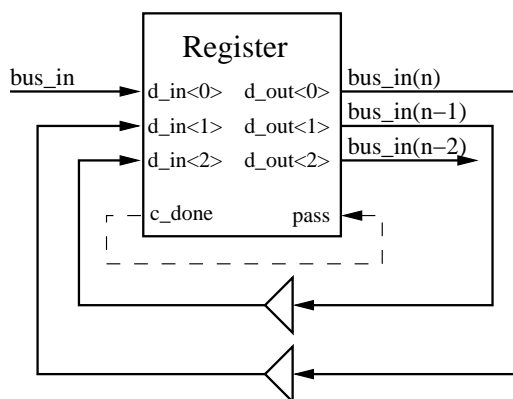 Register
bus_in
d_in<0> d_out<0> bus_in(n)
d_in<1> d_out<1> bus_in(n−1)
d_in<2> d_out<2> bus_in(n−2)
c_done pass